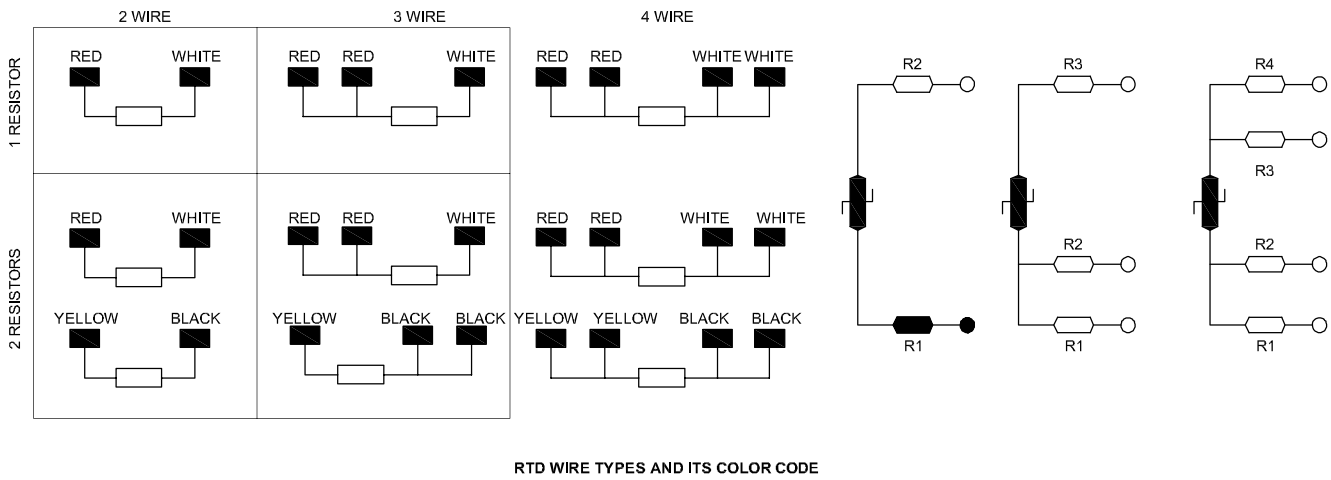 2 WIRE 3 WIRE 4 WIRE
1 RESISTOR
RED WHITE RED RED WHITE RED RED WHITE WHITE
2 RESISTORS
RED WHITE RED RED WHITE RED RED WHITE WHITE
YELLOW BLACK YELLOW BLACK BLACK YELLOW YELLOW BLACK BLACK
R2 R3 R4
R3
R2 R2
R1 R1 R1
RTD WIRE TYPES AND ITS COLOR CODE